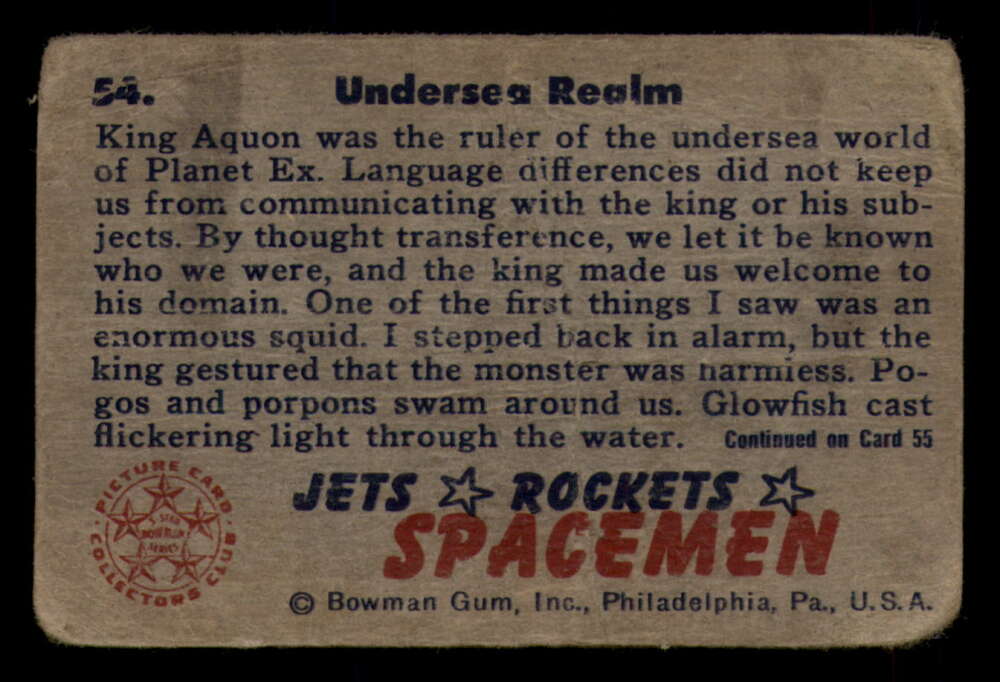 54. Undersea Realm
King Aquon was the ruler of the undersea world
of Planet Ex. Language differences did not keep
us from communicating with the king or his sub-
jects. By thought transference, we let it be known
who we were, and the king made us welcome to
his domain. One of the first things I saw was an
enormous squid. I stepped back in alarm, but the
king gestured that the monster was harmless. Po-
gos and porpons swam around us. Glowfish cast
flickering light through the water. Continued on Card 55
PICTURE CARD
COLLECTORS CLUB
5 STAR
BOWMAN
SERIES
JETS ☆ ROCKETS ☆
SPACEMEN
© Bowman Gum, Inc., Philadelphia, Pa., U.S.A.